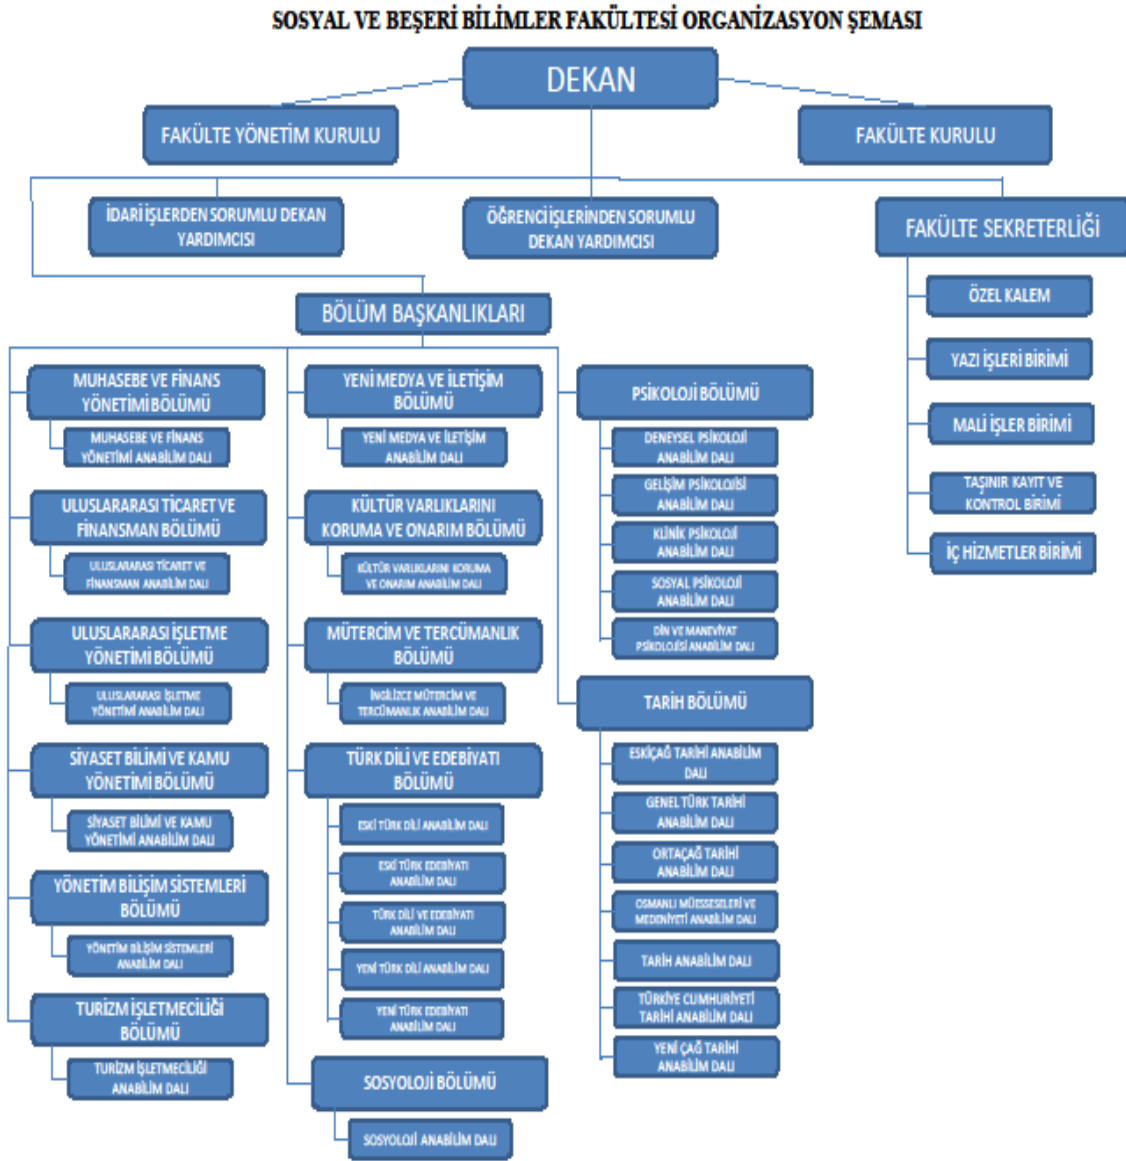 SOSYAL VE BEŞERİ BİLİMLER FAKÜLTESİ ORGANİZASYON ŞEMASI
DEKAN
FAKÜLTE YÖNETİM KURULU
FAKÜLTE KURULU
İDARİ İŞLERDEN SORUMLU DEKAN
YARDIMCISI
ÖĞRENCİ İŞLERİNDEN SORUMLU
DEKAN YARDIMCISI
FAKÜLTE SEKRETERLİĞİ
ÖZEL KALEM
YAZI İŞLERİ BİRİMİ
MALİ İŞLER BİRİMİ
TAŞINIR KAYIT VE
KONTROL BİRİMİ
İÇ HİZMETLER BİRİMİ
BÖLÜM BAŞKANLIKLARI
MUHASEBE VE FİNANS
YÖNETİMİ BÖLÜMÜ
MUHASEBE VE FİNANS
YÖNETİMİ ANABİLİM DALI
ULUSLARARASI TİCARET VE
FİNANSMAN BÖLÜMÜ
ULUSLARARASI TİCARET VE
FİNANSMAN ANABİLİM DALI
ULUSLARARASI İŞLETME
YÖNETİMİ BÖLÜMÜ
ULUSLARARASI İŞLETME
YÖNETİMİ ANABİLİM DALI
SİYASET BİLİMİ VE KAMU
YÖNETİMİ BÖLÜMÜ
SİYASET BİLİMİ VE KAMU
YÖNETİMİ ANABİLİM DALI
YÖNETİM BİLİŞİM SİSTEMLERİ
BÖLÜMÜ
YÖNETİM BİLİŞİM SİSTEMLERİ
ANABİLİM DALI
TURİZM İŞLETMECİLİĞİ
BÖLÜMÜ
TURİZM İŞLETMECİLİĞİ
ANABİLİM DALI
YENİ MEDYA VE İLETİŞİM
BÖLÜMÜ
YENİ MEDYA VE İLETİŞİM
ANABİLİM DALI
KÜLTÜR VARLIKLARINI
KORUMA VE ONARIM BÖLÜMÜ
KÜLTÜR VARLIKLARINI KORUMA
VE ONARIM ANABİLİM DALI
MÜTERCİM VE TERCÜMANLIK
BÖLÜMÜ
İNGİLİZCE MÜTERCİM VE
TERCÜMANLIK ANABİLİM DALI
TÜRK DİLİ VE EDEBİYATI
BÖLÜMÜ
ESKİ TÜRK DİLİ ANABİLİM DALI
ESKİ TÜRK EDEBİYATI
ANABİLİM DALI
TÜRK DİLİ VE EDEBİYATI
ANABİLİM DALI
YENİ TÜRK DİLİ ANABİLİM DALI
YENİ TÜRK EDEBİYATI
ANABİLİM DALI
SOSYOLOJİ BÖLÜMÜ
SOSYOLOJİ ANABİLİM DALI
PSİKOLOJİ BÖLÜMÜ
DENEYSEL PSİKOLOJİ
ANABİLİM DALI
GELİŞİM PSİKOLOJİSİ
ANABİLİM DALI
KLİNİK PSİKOLOJİ
ANABİLİM DALI
SOSYAL PSİKOLOJİ
ANABİLİM DALI
DİN VE MANEVİYAT
PSİKOLOJİSİ ANABİLİM DALI
TARİH BÖLÜMÜ
ESKİÇAĞ TARİHİ ANABİLİM
DALI
GENEL TÜRK TARİHİ
ANABİLİM DALI
ORTAÇAĞ TARİHİ
ANABİLİM DALI
OSMANLI MÜESSESELERİ VE
MEDENİYETİ ANABİLİM DALI
TARİH ANABİLİM DALI
TÜRKİYE CUMHURİYETİ
TARİHİ ANABİLİM DALI
YENİ ÇAĞ TARİHİ
ANABİLİM DALI